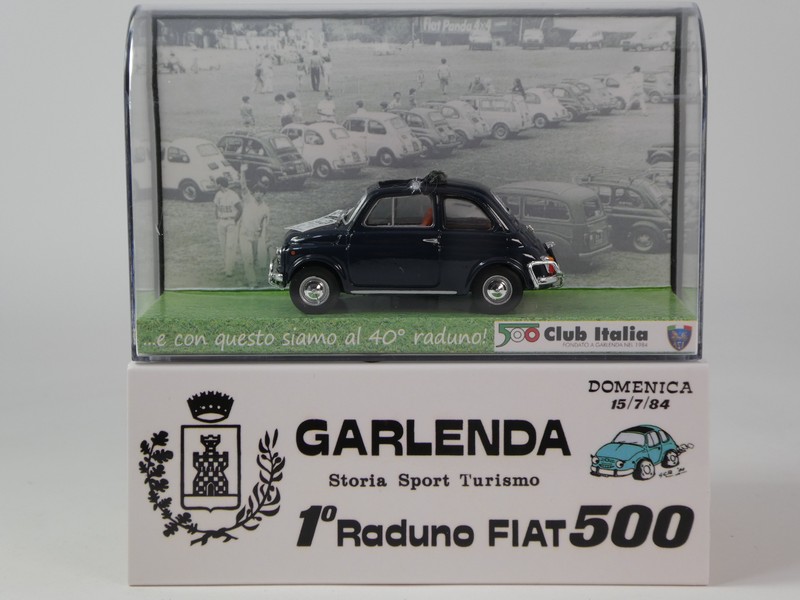 Fiat Panda 4x4
...e con questo siamo al 40° raduno!
500 Club Italia
FONDATO A GARLENDA NEL 1984
DOMENICA
15/7/84
GARLENDA
Storia Sport Turismo
1° Raduno FIAT 500